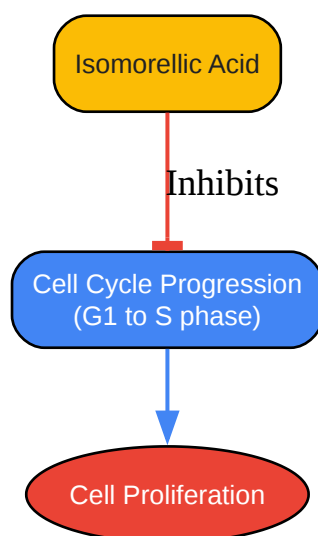 Isomorellic Acid
Inhibits
Cell Cycle Progression
(G1 to S phase)
Cell Proliferation